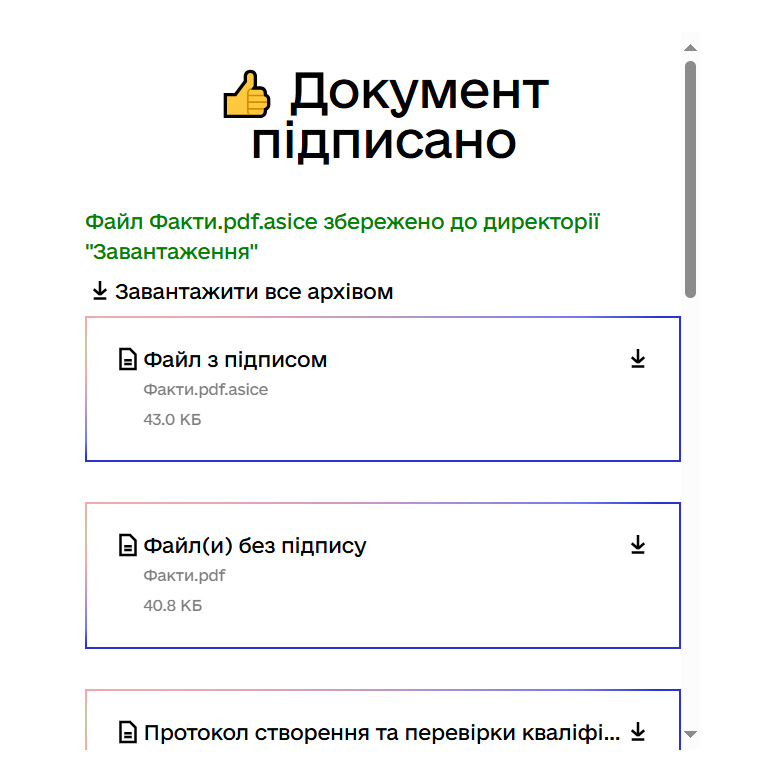 👍 Документ
підписано
Файл Факти.pdf.asice збережено до директорії
"Завантаження"
Завантажити все архівом
Файл з підписом
Факти.pdf.asice
43.0 КБ
Файл(и) без підпису
Факти.pdf
40.8 КБ
Протокол створення та перевірки кваліфі...